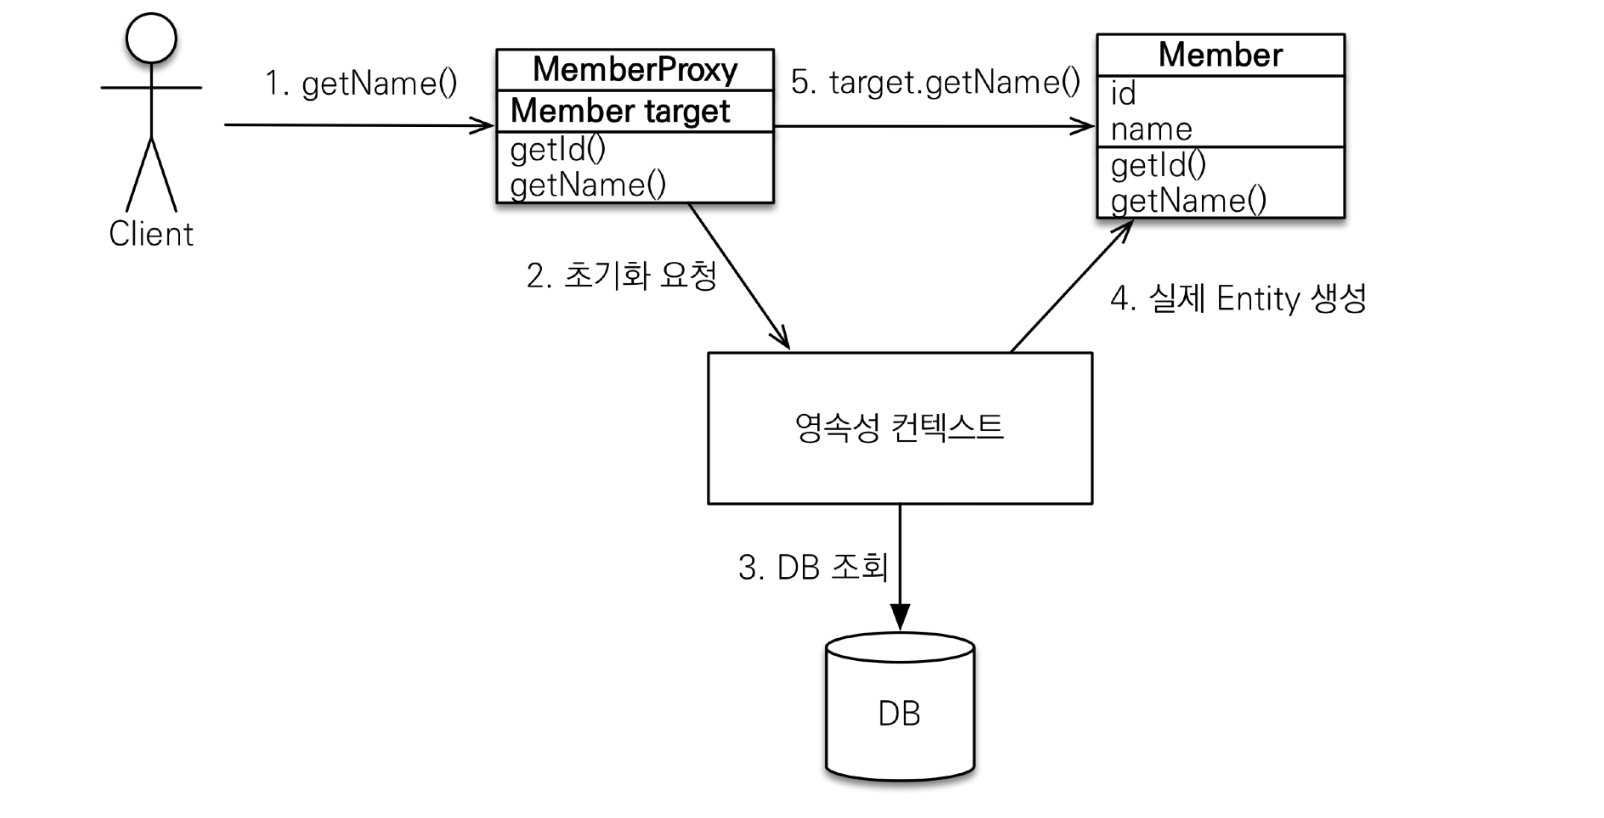 1. getName()
MemberProxy
Member target
getId()
getName()
5. target.getName()
Member
id
name
getId()
getName()
Client
2. 초기화 요청
4. 실제 Entity 생성
영속성 컨텍스트
3. DB 조회
DB